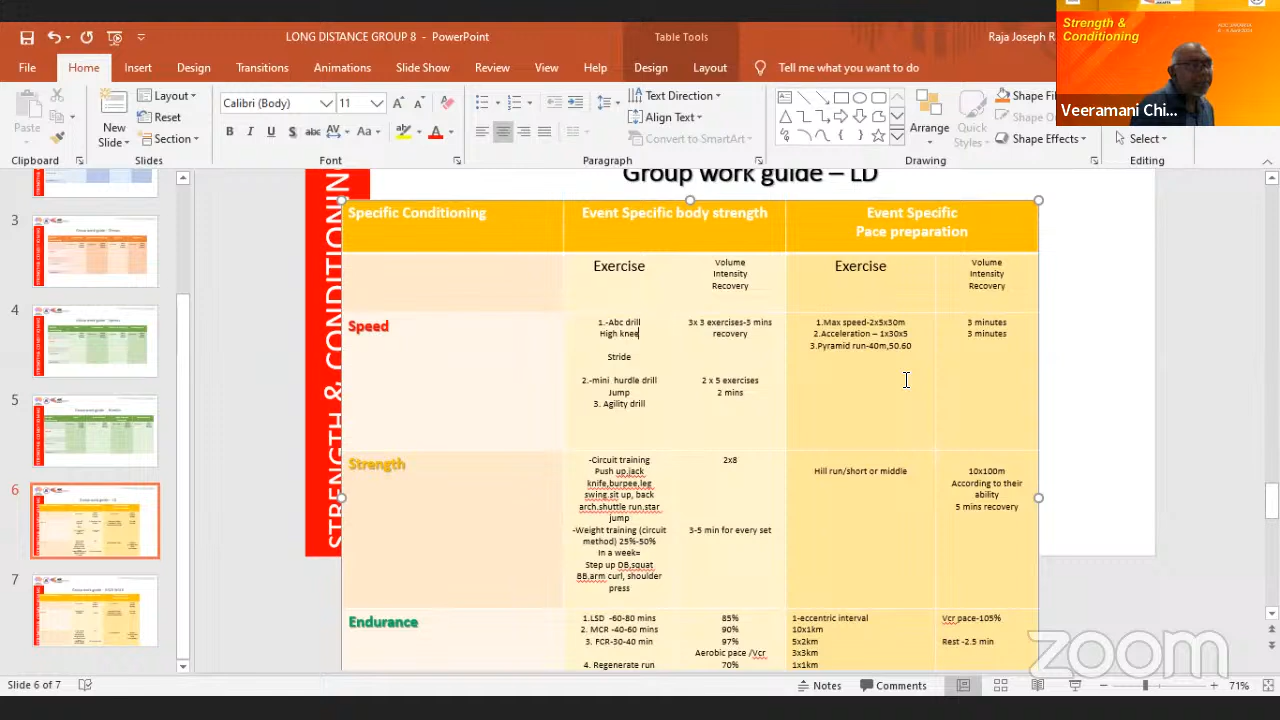 LONG DISTANCE GROUP 8 - PowerPoint
Table Tools
Raja Joseph R
File
Home
Insert
Design
Transitions
Animations
Slide Show
Review
View
Help
Design
Layout
Tell me what you want to do
Paste
Clipboard
New
Slide
Layout
Reset
Section
Slides
Calibri (Body)
11
B I U S abc AV Aa A
Font
Text Direction
Align Text
Convert to SmartArt
Paragraph
Arrange
Quick
Styles
Shape Fi
Shape O
Shape Effects
Drawing
Select
Editing
Strength &
Conditioning
Veeramani Chi...
3
4
5
6
7
STRENGTH & CONDITIONING
Group work guide – LD
Specific Conditioning
Event Specific body strength
Event Specific
Pace preparation
Exercise
Volume
Intensity
Recovery
Exercise
Volume
Intensity
Recovery
Speed
1.-Abc drill
High knee
Stride
2.-mini hurdle drill
Jump
3. Agility drill
3x 3 exercises-3 mins
recovery
2 x 5 exercises
2 mins
1.Max speed-2x5x30m
2.Acceleration – 1x30x5
3.Pyramid run-40m,50.60
3 minutes
3 minutes
Strength
-Circuit training
Push up,jack
knife,burpee,leg
swing.sit up, back
arch.shuttle run,star
jump
-Weight training (circuit
method) 25%-50%
In a week=
Step up DB,squat
BB,arm curl, shoulder
press
2x8
3-5 min for every set
Hill run/short or middle
10x100m
According to their
ability
5 mins recovery
Endurance
1.LSD -60-80 mins
2. MCR -40-60 mins
3. FCR-30-40 min
4. Regenerate run
85%
90%
97%
Aerobic pace /Vcr
70%
1-eccentric interval
10x1km
5x2km
3x3km
1x1km
Vcr pace-105%
Rest -2.5 min
zoom
Slide 6 of 7
Notes
Comments
71%